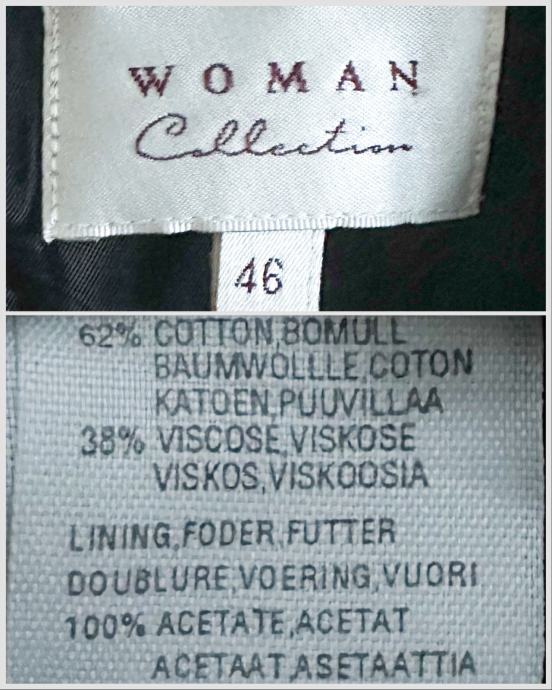 WOMAN
Collection
46
62% COTTON,BOMULL
BAUMWOLLLE,COTON
KATOEN,PUUVILLAA
38% VISCOSE,VISKOSE
VISKOS,VISKOOSIA
LINING,FODER,FUTTER
DOUBLURE,VOERING,VUORI
100% ACETATE,ACETAT
ACETAAT,ASETAATTIA